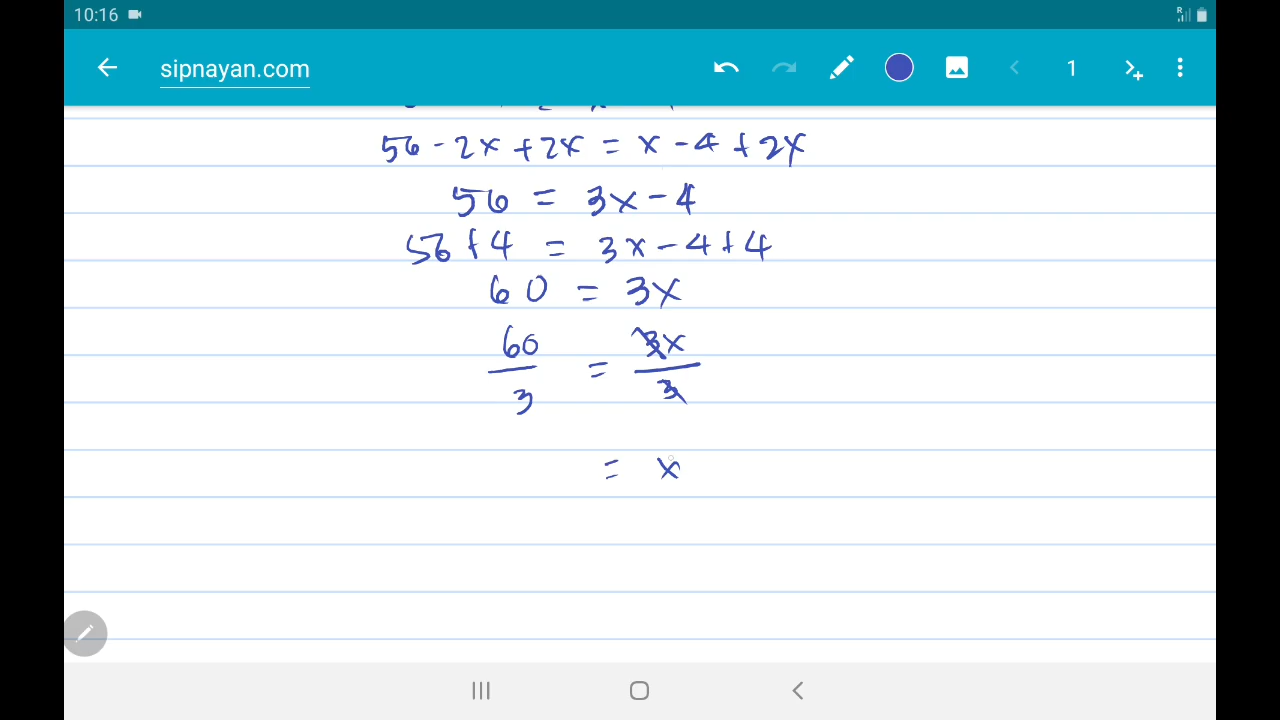 10:16
sipnayan.com
1
56 - 2x + 2x = x - 4 + 2x
56 = 3x - 4
56 + 4 = 3x - 4 + 4
60 = 3x
60/3 = 3x/3
= x